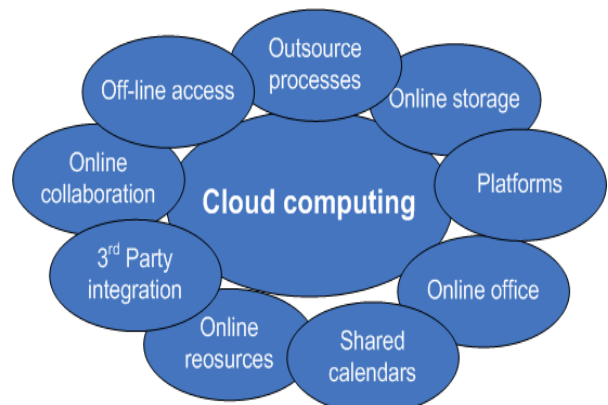 Outsource
processes
Off-line access
Online storage
Online
collaboration
Cloud computing
Platforms
3rd Party
integration
Online office
Online
reosurces
Shared
calendars